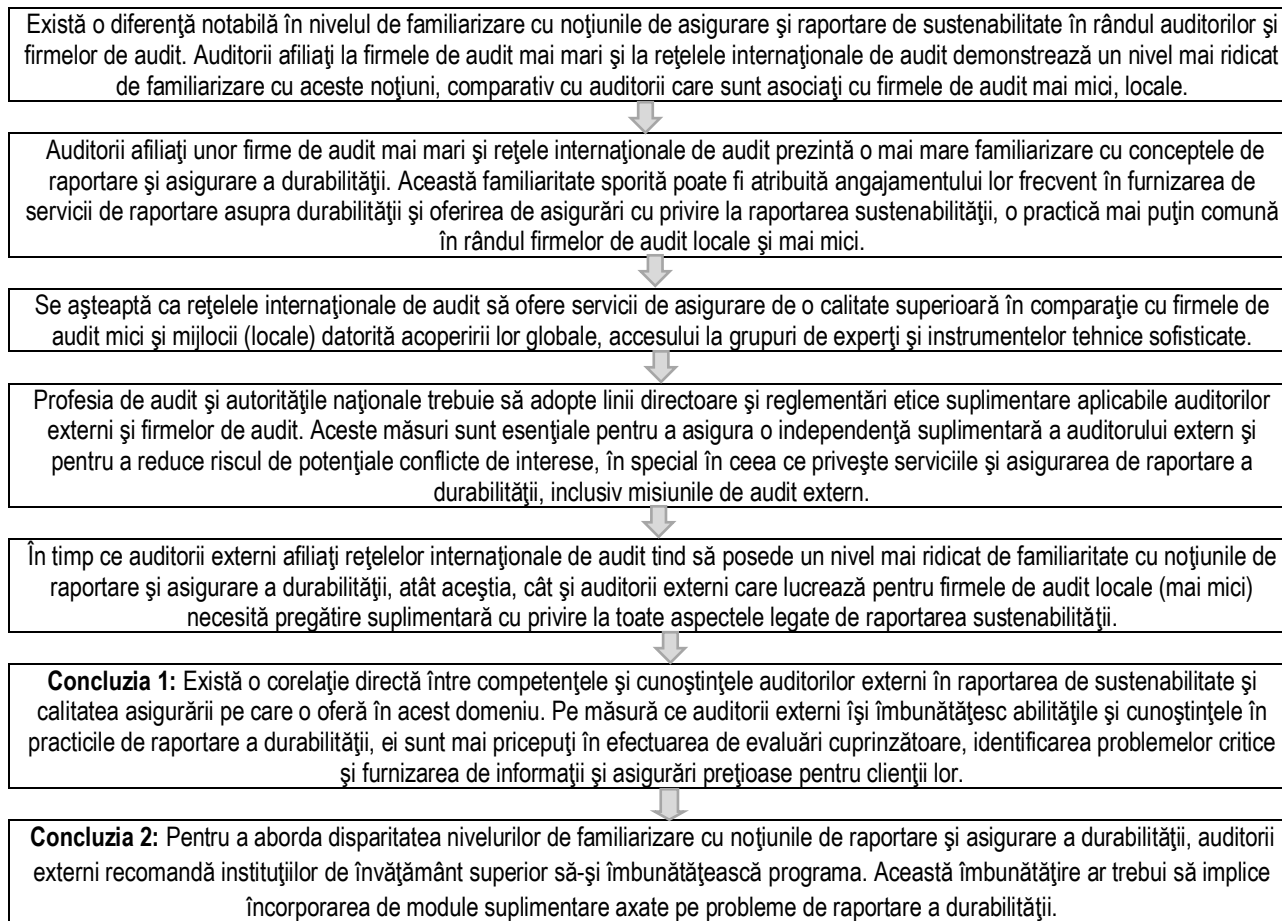 Există o diferenţă notabilă în nivelul de familiarizare cu noţiunile de asigurare şi raportare de sustenabilitate în rândul auditorilor şi
firmelor de audit. Auditorii afiliaţi la firmele de audit mai mari şi la reţelele internaţionale de audit demonstrează un nivel mai ridicat
de familiarizare cu aceste noţiuni, comparativ cu auditorii care sunt asociaţi cu firmele de audit mai mici, locale.
Auditorii afiliaţi unor firme de audit mai mari şi reţele internaţionale de audit prezintă o mai mare familiarizare cu conceptele de
raportare şi asigurare a durabilităţii. Această familiaritate sporită poate fi atribuită angajamentului lor frecvent în furnizarea de
servicii de raportare asupra durabilităţii şi oferirea de asigurări cu privire la raportarea sustenabilităţii, o practică mai puţin comună
în rândul firmelor de audit locale şi mai mici.
Se aşteaptă ca reţelele internaţionale de audit să ofere servicii de asigurare de o calitate superioară în comparaţie cu firmele de
audit mici şi mijlocii (locale) datorită acoperirii lor globale, accesului la grupuri de experţi şi instrumentelor tehnice sofisticate.
Profesia de audit şi autorităţile naţionale trebuie să adopte linii directoare şi reglementări etice suplimentare aplicabile auditorilor
externi şi firmelor de audit. Aceste măsuri sunt esenţiale pentru a asigura o independenţă suplimentară a auditorului extern şi
pentru a reduce riscul de potenţiale conflicte de interese, în special în ceea ce priveşte serviciile şi asigurarea de raportare a
durabilităţii, inclusiv misiunile de audit extern.
În timp ce auditorii externi afiliaţi reţelelor internaţionale de audit tind să posede un nivel mai ridicat de familiaritate cu noţiunile de
raportare şi asigurare a durabilităţii, atât aceştia, cât şi auditorii externi care lucrează pentru firmele de audit locale (mai mici)
necesită pregătire suplimentară cu privire la toate aspectele legate de raportarea sustenabilităţii.
Concluzia 1: Există o corelaţie directă între competenţele şi cunoştinţele auditorilor externi în raportarea de sustenabilitate şi
calitatea asigurării pe care o oferă în acest domeniu. Pe măsură ce auditorii externi îşi îmbunătăţesc abilităţile şi cunoştinţele în
practicile de raportare a durabilităţii, ei sunt mai pricepuţi în efectuarea de evaluări cuprinzătoare, identificarea problemelor critice
şi furnizarea de informaţii şi asigurări preţioase pentru clienţii lor.
Concluzia 2: Pentru a aborda disparitatea nivelurilor de familiarizare cu noţiunile de raportare şi asigurare a durabilităţii, auditorii
externi recomandă instituţiilor de învăţământ superior să-şi îmbunătăţească programa. Această îmbunătăţire ar trebui să implice
încorporarea de module suplimentare axate pe probleme de raportare a durabilităţii.